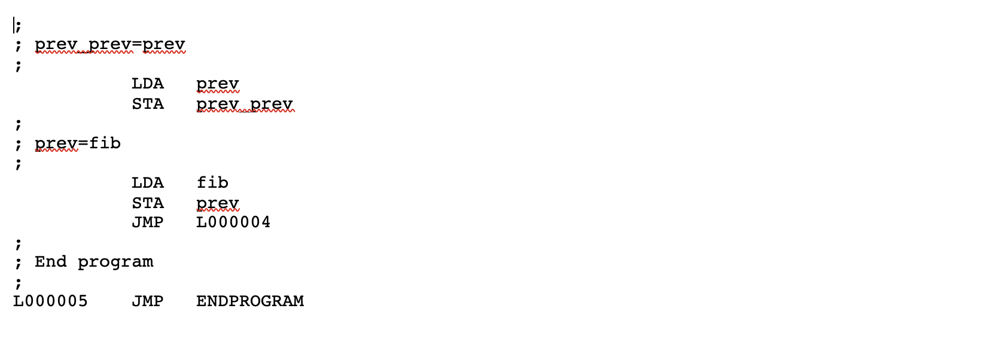 ;
; prev_prev=prev
;
LDA prev
STA prev_prev
;
; prev=fib
;
LDA fib
STA prev
JMP L000004
;
; End program
;
L000005 JMP ENDPROGRAM